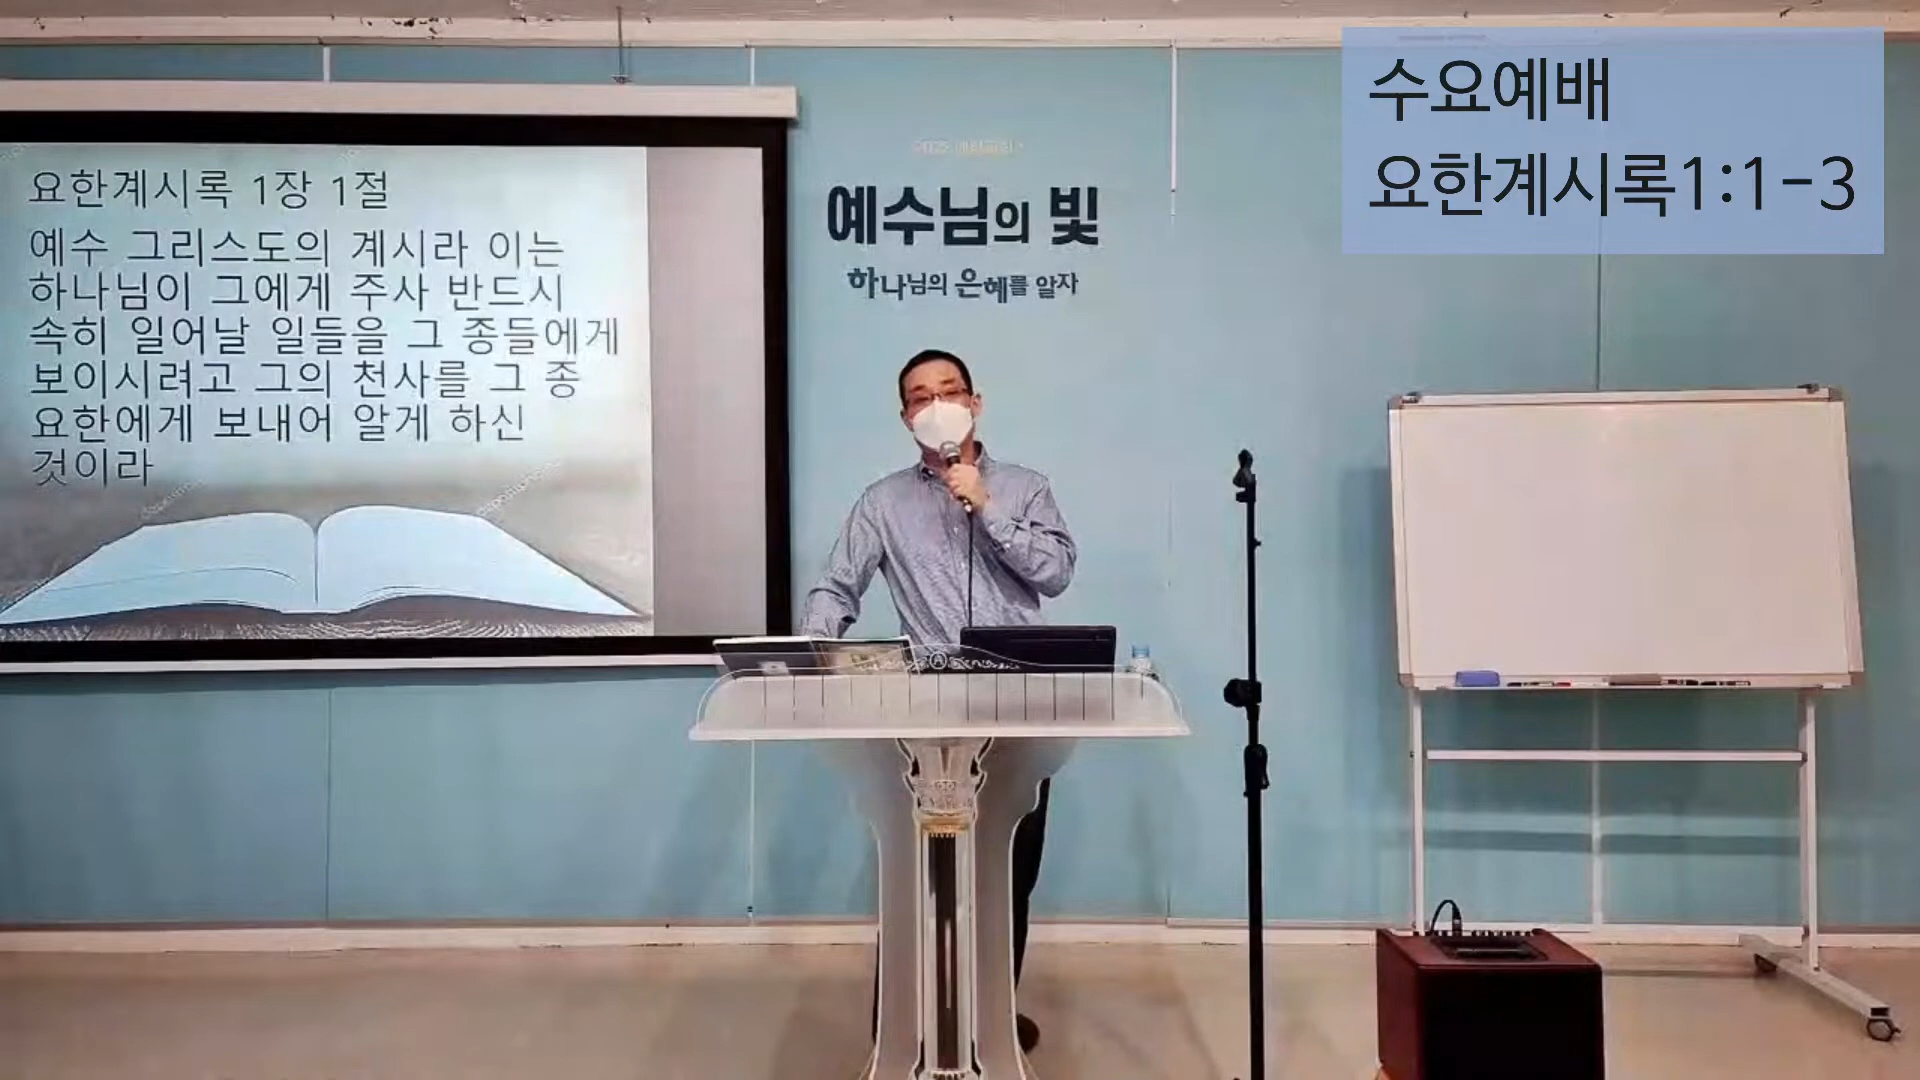 수요예배
요한계시록1:1-3
요한계시록 1장 1절
예수 그리스도의 계시라 이는
하나님이 그에게 주사 반드시
속히 일어날 일들을 그 종들에게
보이시려고 그의 천사를 그 종
요한에게 보내어 알게 하신
것이라
예수님의 빛
하나님의 은혜를 알자